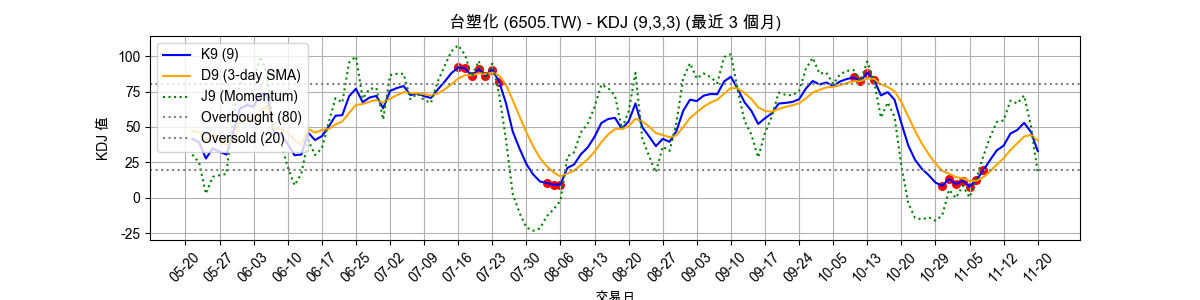 台塑化 (6505.TW) - KDJ (9,3,3) (最近 3 個月)
KDJ 值
100
75
50
25
0
-25
K9 (9)
D9 (3-day SMA)
J9 (Momentum)
Overbought (80)
Oversold (20)
05-20 05-27 06-03 06-10 06-17 06-25 07-02 07-09 07-16 07-23 07-30 08-06 08-13 08-20 08-27 09-03 09-10 09-17 09-24 10-05 10-13 10-20 10-29 11-05 11-12 11-20
交易日